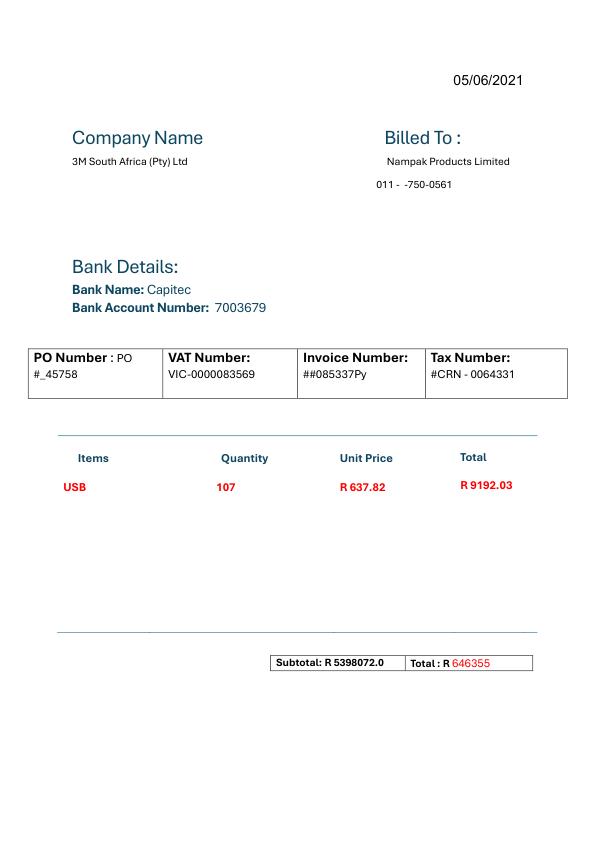 05/06/2021
Company Name
Billed To :
3M South Africa (Pty) Ltd
Nampak Products Limited
011 - -750-0561
Bank Details:
Bank Name: Capitec
Bank Account Number: 7003679
PO Number : PO #_45758
VAT Number: VIC-0000083569
Invoice Number: ##085337Py
Tax Number: #CRN - 0064331
Items Quantity Unit Price Total
USB 107 R 637.82 R 9192.03
Subtotal: R 5398072.0 Total : R 646355